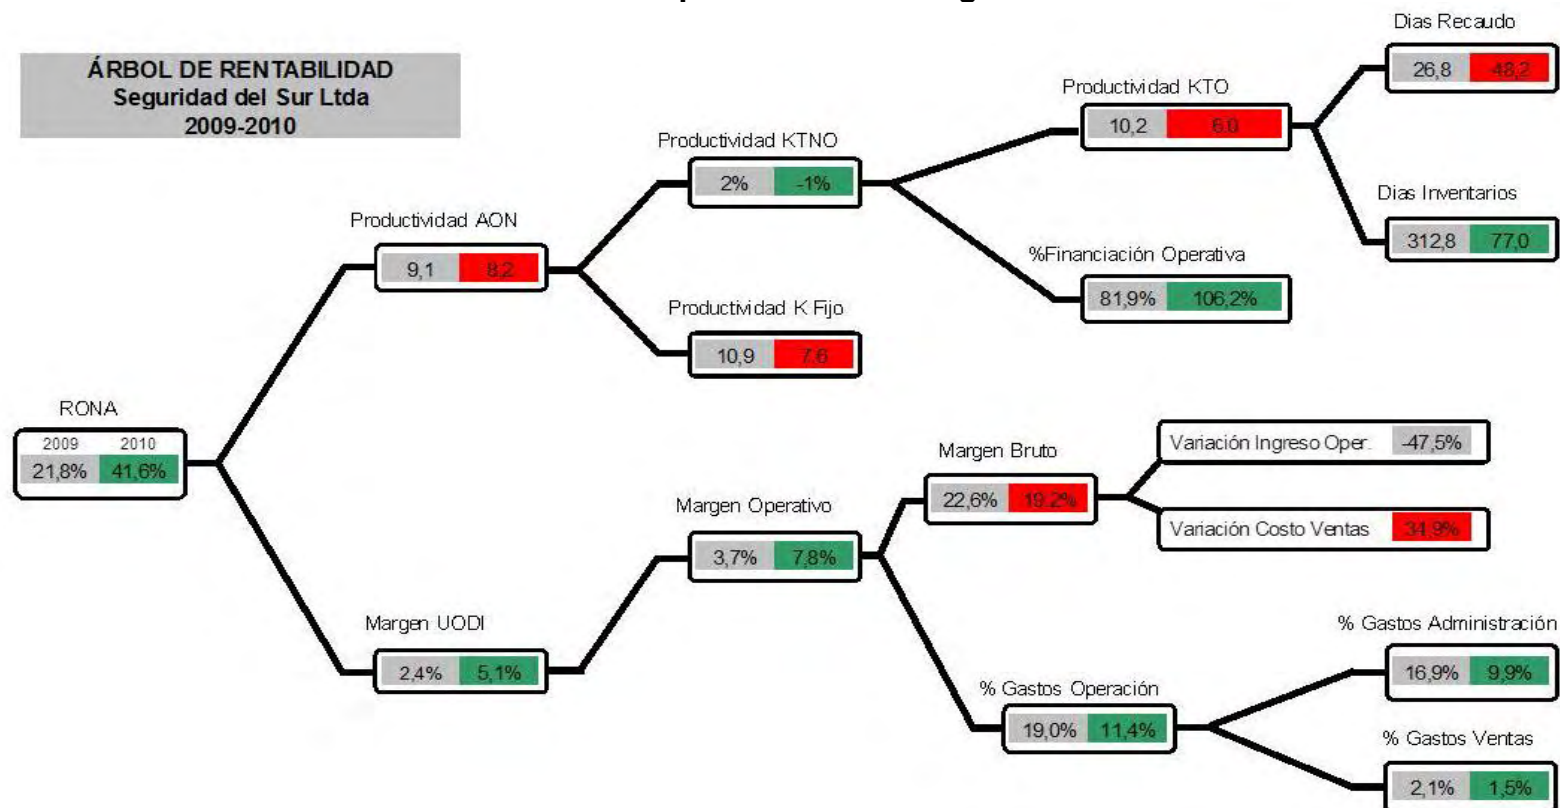 ÁRBOL DE RENTABILIDAD
Seguridad del Sur Ltda
2009-2010
Dias Recaudo
26,8 48,2
Productividad KTO
10,2 6,0
Productividad KTNO
2% -1%
Dias Inventarios
312,8 77,0
Productividad AON
9,1 8,2
%Financiación Operativa
81,9% 106,2%
Productividad K Fijo
10,9 7,6
RONA
2009 2010
21,8% 41,6%
Margen Bruto
22,6% 19,2%
Variación Ingreso Oper. -47,5%
Variación Costo Ventas 34,9%
Margen Operativo
3,7% 7,8%
Margen UODI
2,4% 5,1%
% Gastos Operación
19,0% 11,4%
% Gastos Administración
16,9% 9,9%
% Gastos Ventas
2,1% 1,5%